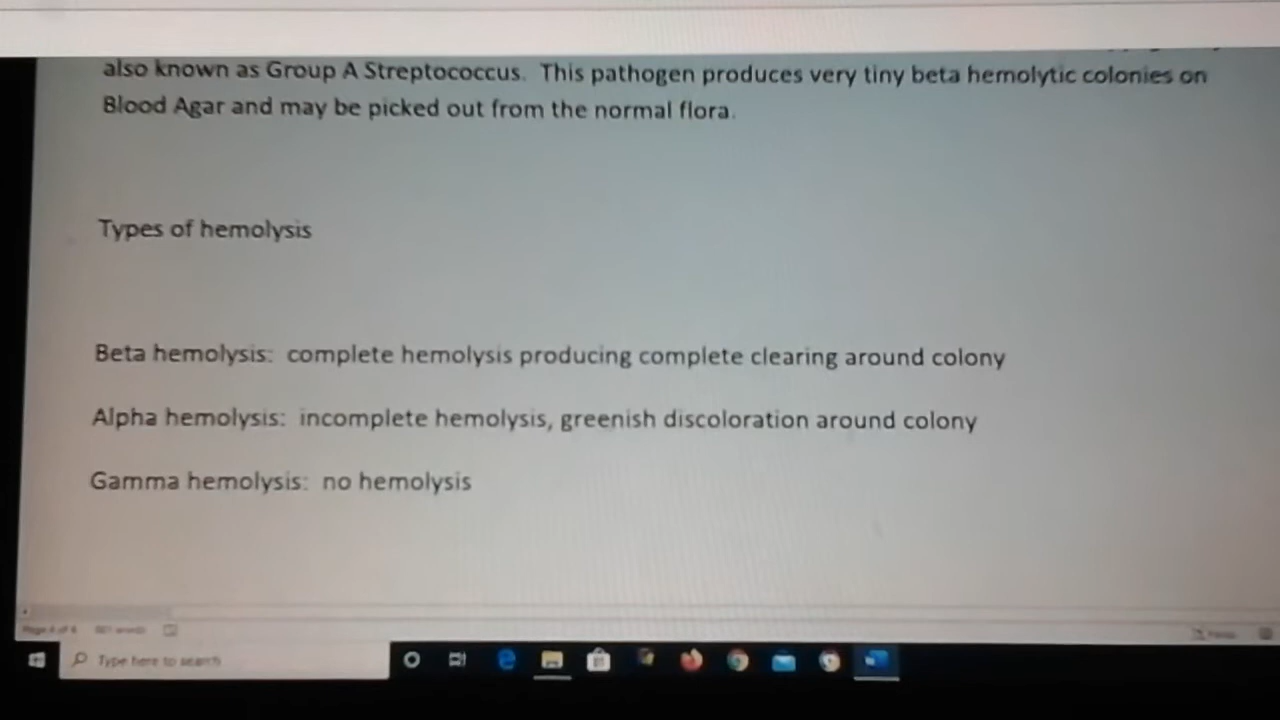 also known as Group A Streptococcus. This pathogen produces very tiny beta hemolytic colonies on
Blood Agar and may be picked out from the normal flora.
Types of hemolysis
Beta hemolysis: complete hemolysis producing complete clearing around colony
Alpha hemolysis: incomplete hemolysis, greenish discoloration around colony
Gamma hemolysis: no hemolysis
Type here to search